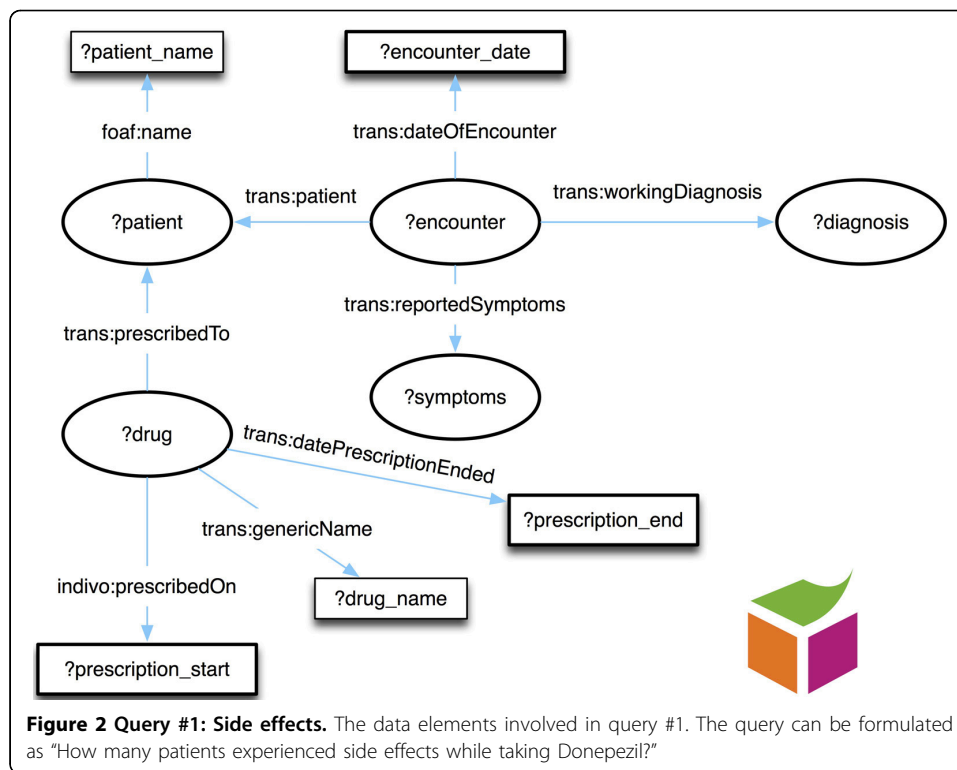 ?patient_name
?encounter_date
foaf:name
trans:dateOfEncounter
trans:patient
trans:workingDiagnosis
?patient
?encounter
?diagnosis
trans:reportedSymptoms
trans:prescribedTo
?symptoms
?drug
trans:datePrescriptionEnded
?prescription_end
trans:genericName
indivo:prescribedOn
?drug_name
?prescription_start
Figure 2 Query #1: Side effects. The data elements involved in query #1. The query can be formulated
as “How many patients experienced side effects while taking Donepezil?”